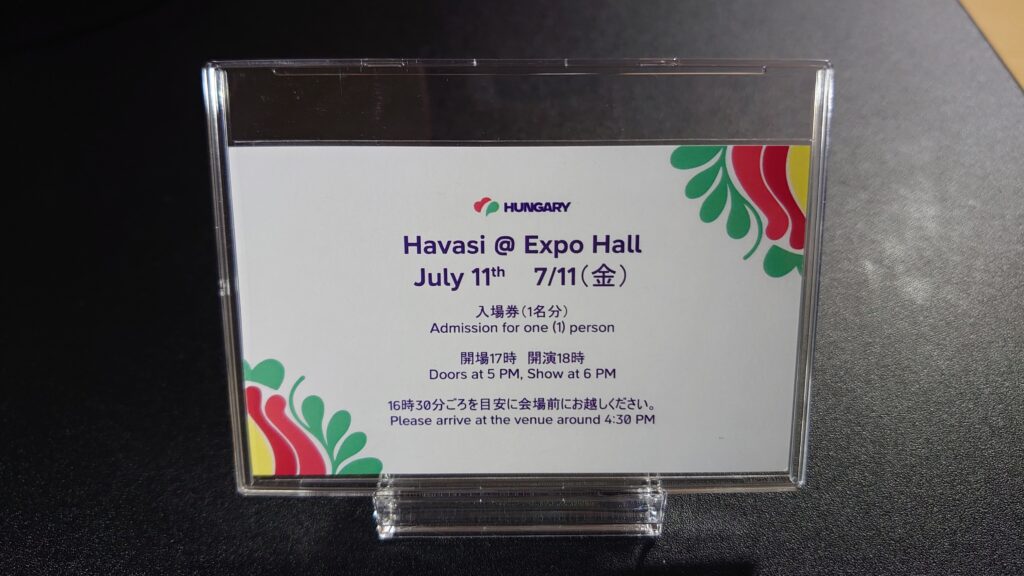 HUNGARY
Havasi @ Expo Hall
July 11th 7/11(金)
入場券(1名分)
Admission for one (1) person
開場17時 開演18時
Doors at 5 PM, Show at 6 PM
16時30分ごろを目安に会場前にお越しください。
Please arrive at the venue around 4:30 PM